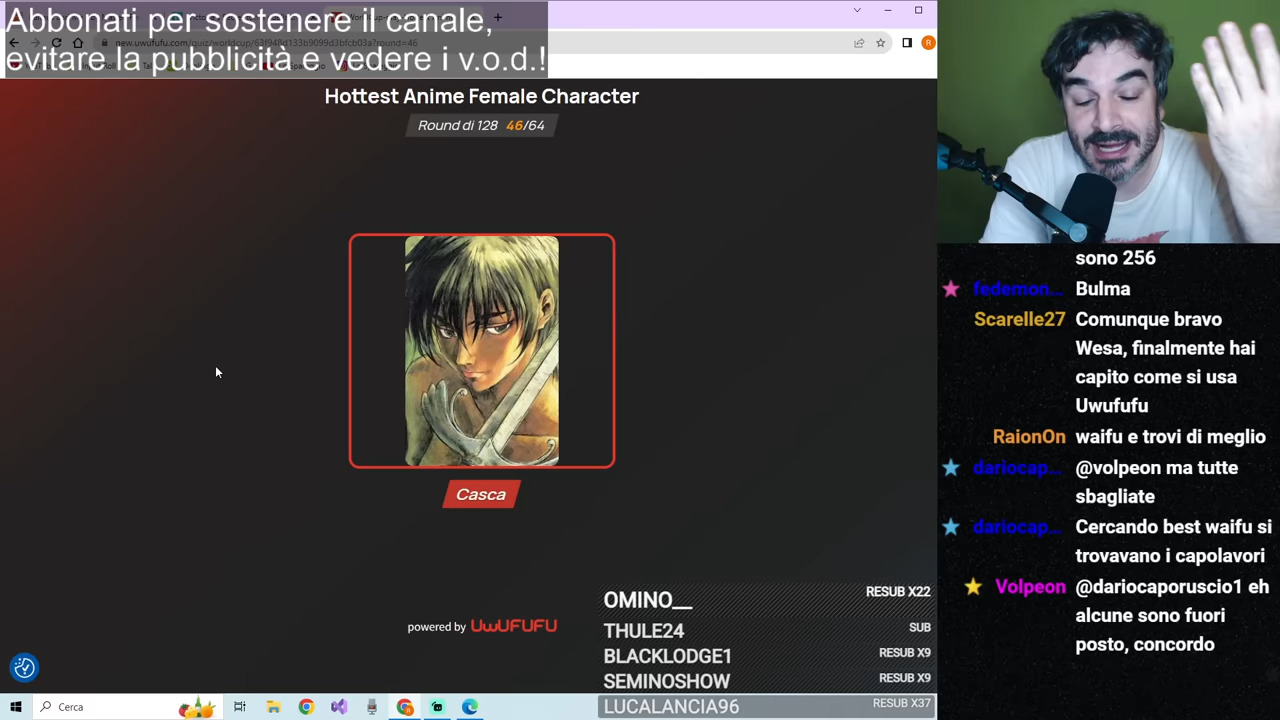 Abbonati per sostenere il canale,
evitare la pubblicità e vedere i v.o.d.!
Hottest Anime Female Character
Round di 128 46/64
Casca
powered by UwUFUFU
sono 256
fedemon... Bulma
Scarelle27 Comunque bravo
Wesa, finalmente hai
capito come si usa
Uwufufu
RaionOn waifu e trovi di meglio
dariocap... @volpeon ma tutte
sbagliate
dariocap... Cercando best waifu si
trovavano i capolavori
Volpeon @dariocaporuscio1 eh
alcune sono fuori
posto, concordo
OMINO__ RESUB X22
THULE24 SUB
BLACKLODGE1 RESUB X9
SEMINOSHOW RESUB X9
LUCALANCIA96 RESUB X37
Cerca